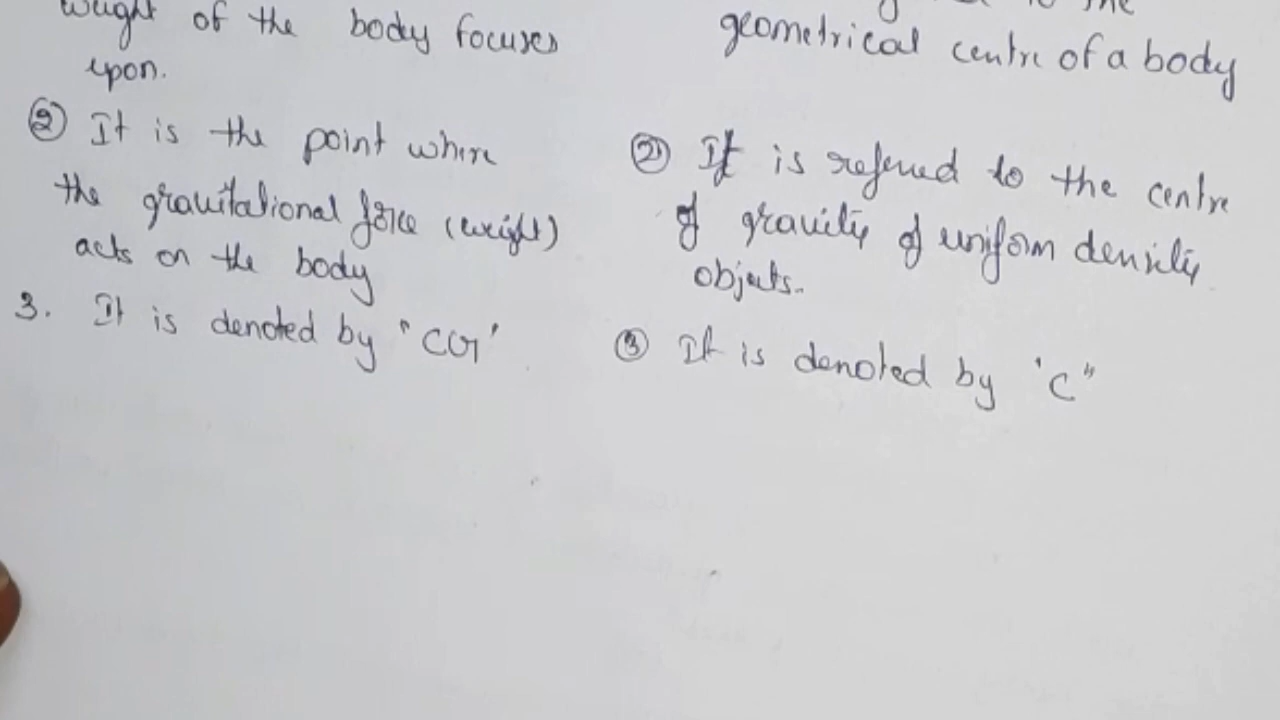 weight of the body focuses
upon.
② It is the point where
the gravitational force (weight)
acts on the body
3. It is denoted by "CG'
to the
geometrical centre of a body
② It is referred to the centre
of gravity of uniform density
objects.
③ It is denoted by 'C"